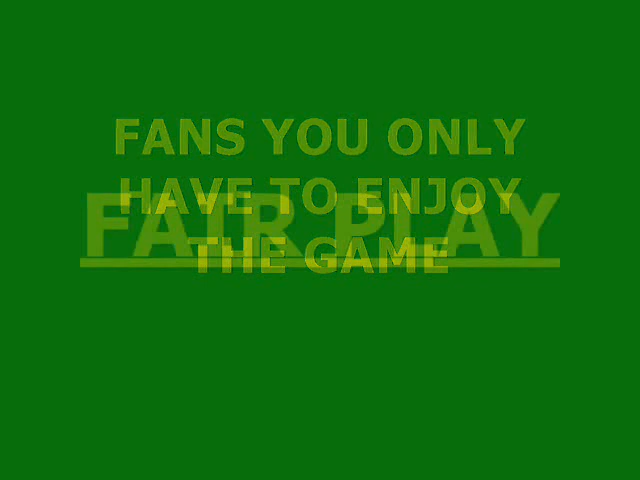 FANS YOU ONLY
HAVE TO ENJOY
THE GAME
FAIR PLAY